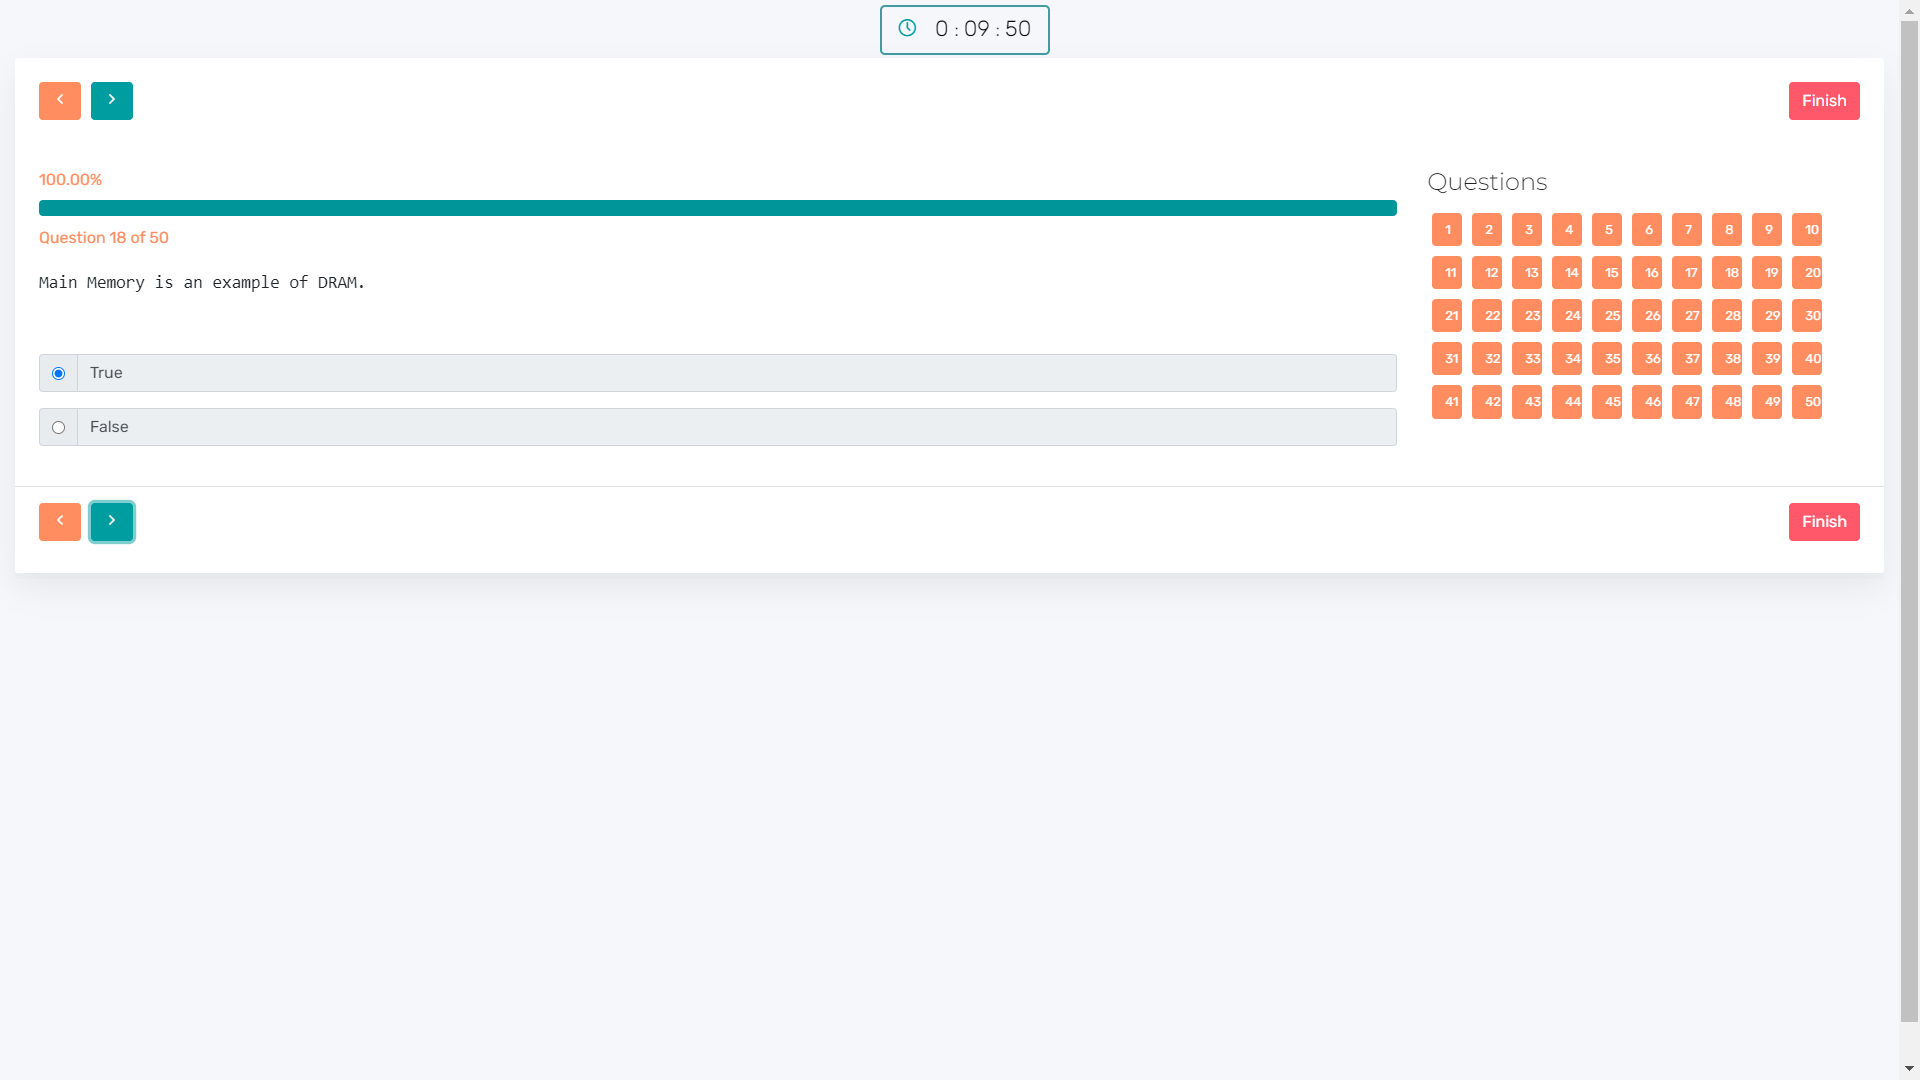 0 : 09 : 50
Finish
100.00%
Question 18 of 50
Main Memory is an example of DRAM.
True
False
Questions
1 2 3 4 5 6 7 8 9 10
11 12 13 14 15 16 17 18 19 20
21 22 23 24 25 26 27 28 29 30
31 32 33 34 35 36 37 38 39 40
41 42 43 44 45 46 47 48 49 50
Finish